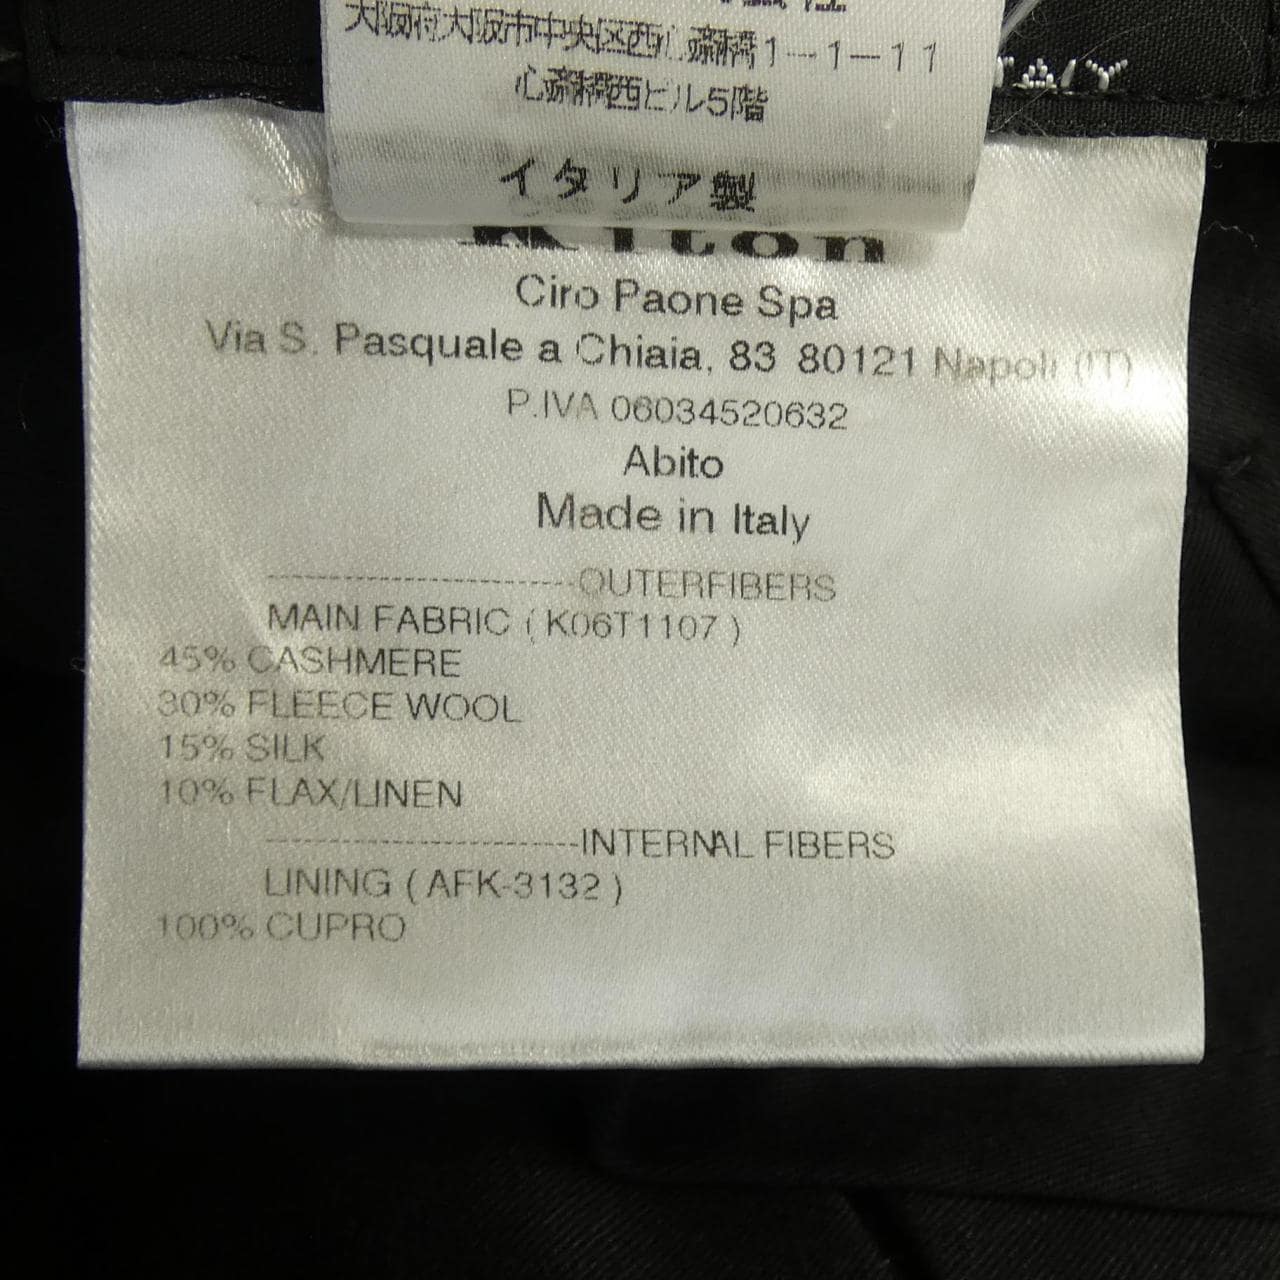 大阪府大阪市中央区西心斎橋1-1-11
心斎橋西ビル5階
イタリア製
Kiton
Ciro Paone Spa
Via S. Pasquale a Chiaia, 83 80121 Napoli (IT)
P.IVA 06034520632
Abito
Made in Italy
-----------------------OUTERFIBERS
MAIN FABRIC ( K06T1107 )
45% CASHMERE
30% FLEECE WOOL
15% SILK
10% FLAX/LINEN
-----------------------INTERNAL FIBERS
LINING ( AFK-3132 )
100% CUPRO